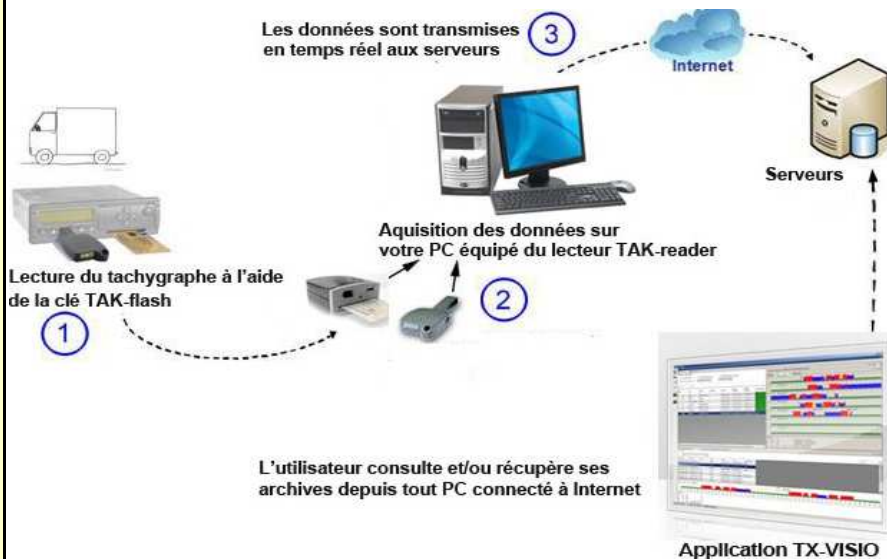 Les données sont transmises
en temps réel aux serveurs
3
Internet
Serveurs
Aquisition des données sur
votre PC équipé du lecteur TAK-reader
Lecture du tachygraphe à l'aide
de la clé TAK-flash
1
2
L'utilisateur consulte et/ou récupère ses
archives depuis tout PC connecté à Internet
Application TX-VISIO